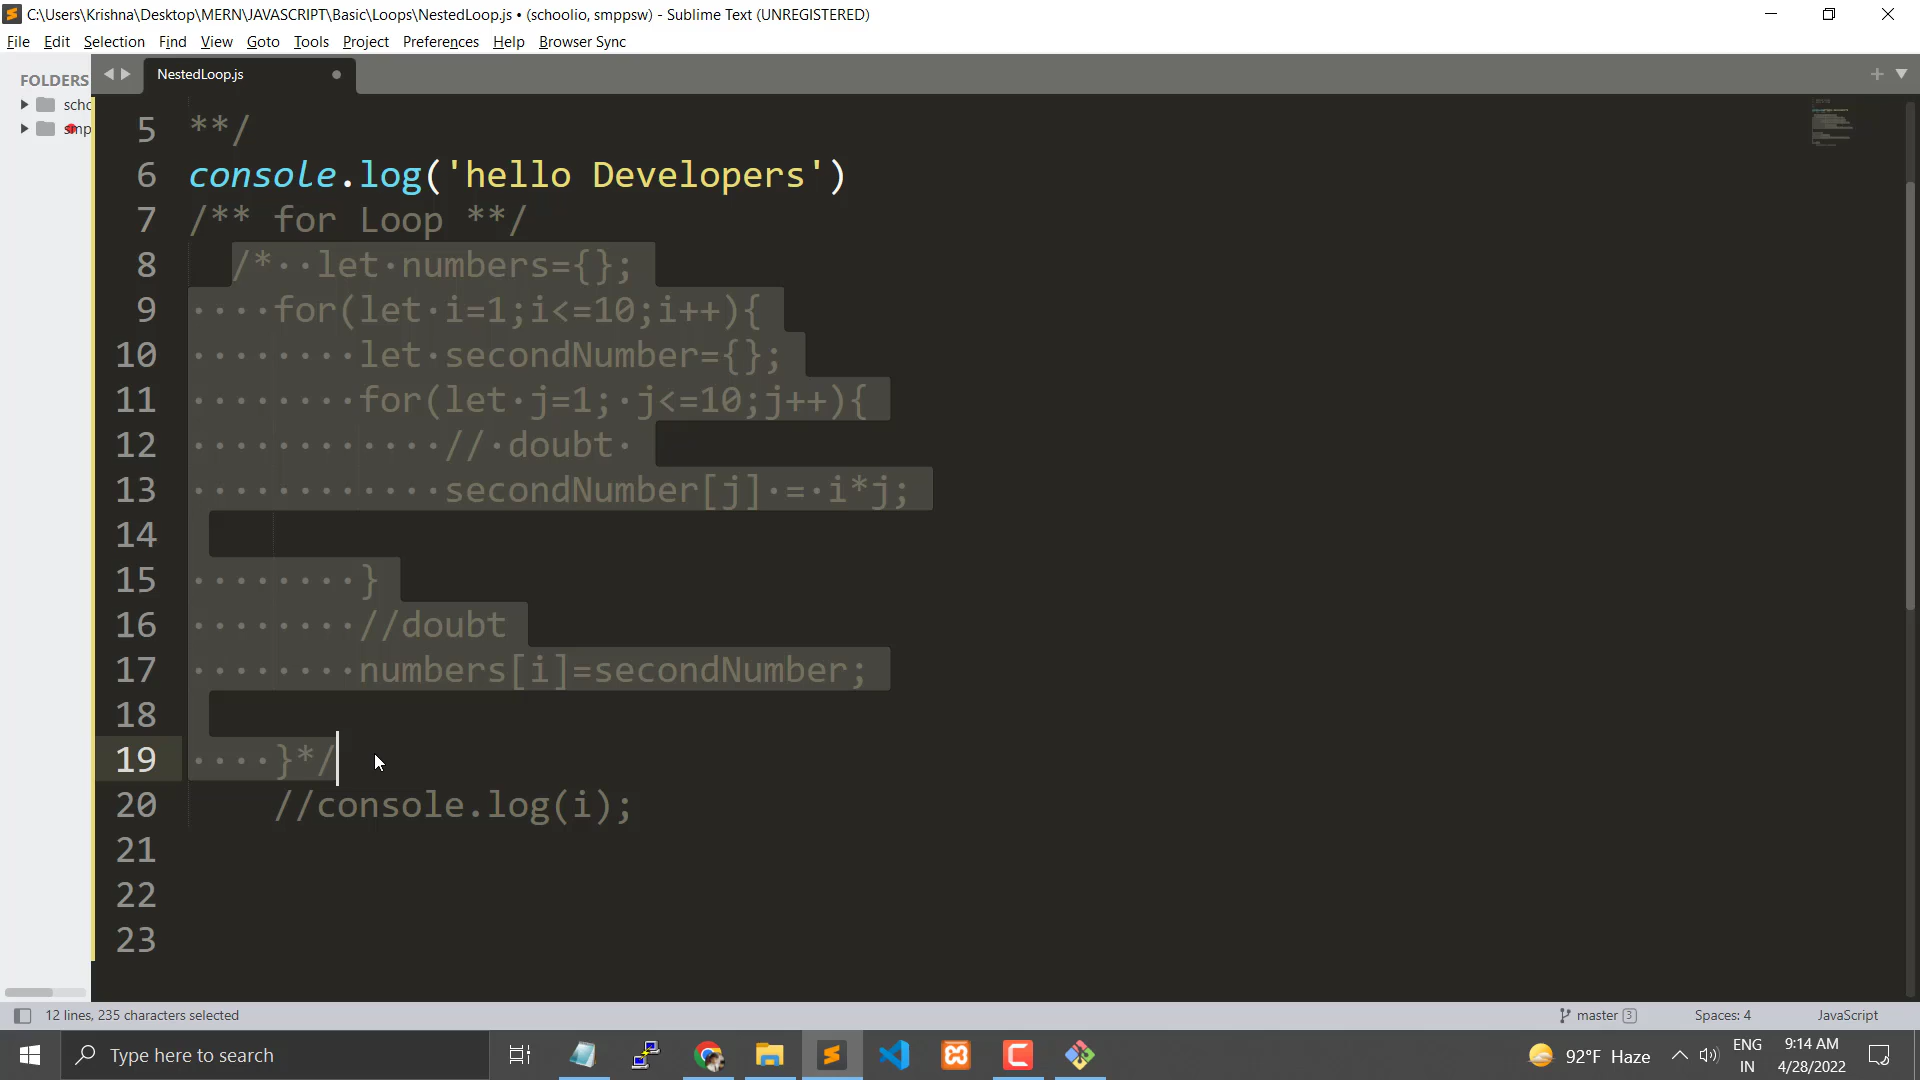 C:\Users\Krishna\Desktop\MERN\JAVASCRIPT\Basic\Loops\NestedLoop.js • (schoolio, smppsw) - Sublime Text (UNREGISTERED)
File Edit Selection Find View Goto Tools Project Preferences Help Browser Sync
FOLDERS
NestedLoop.js
scho
smp
5 **/
6 console.log('hello Developers')
7 /** for Loop **/
8 /*  let numbers={};
9 for(let i=1;i<=10;i++){
10 let secondNumber={};
11 for(let j=1; j<=10;j++){
12 // doubt
13 secondNumber[j] = i*j;
14
15 }
16 //doubt
17 numbers[i]=secondNumber;
18
19 }*/
20 //console.log(i);
21
22
23
12 lines, 235 characters selected
master 3
Spaces: 4
JavaScript
Type here to search
92°F Haze
ENG
IN
9:14 AM
4/28/2022